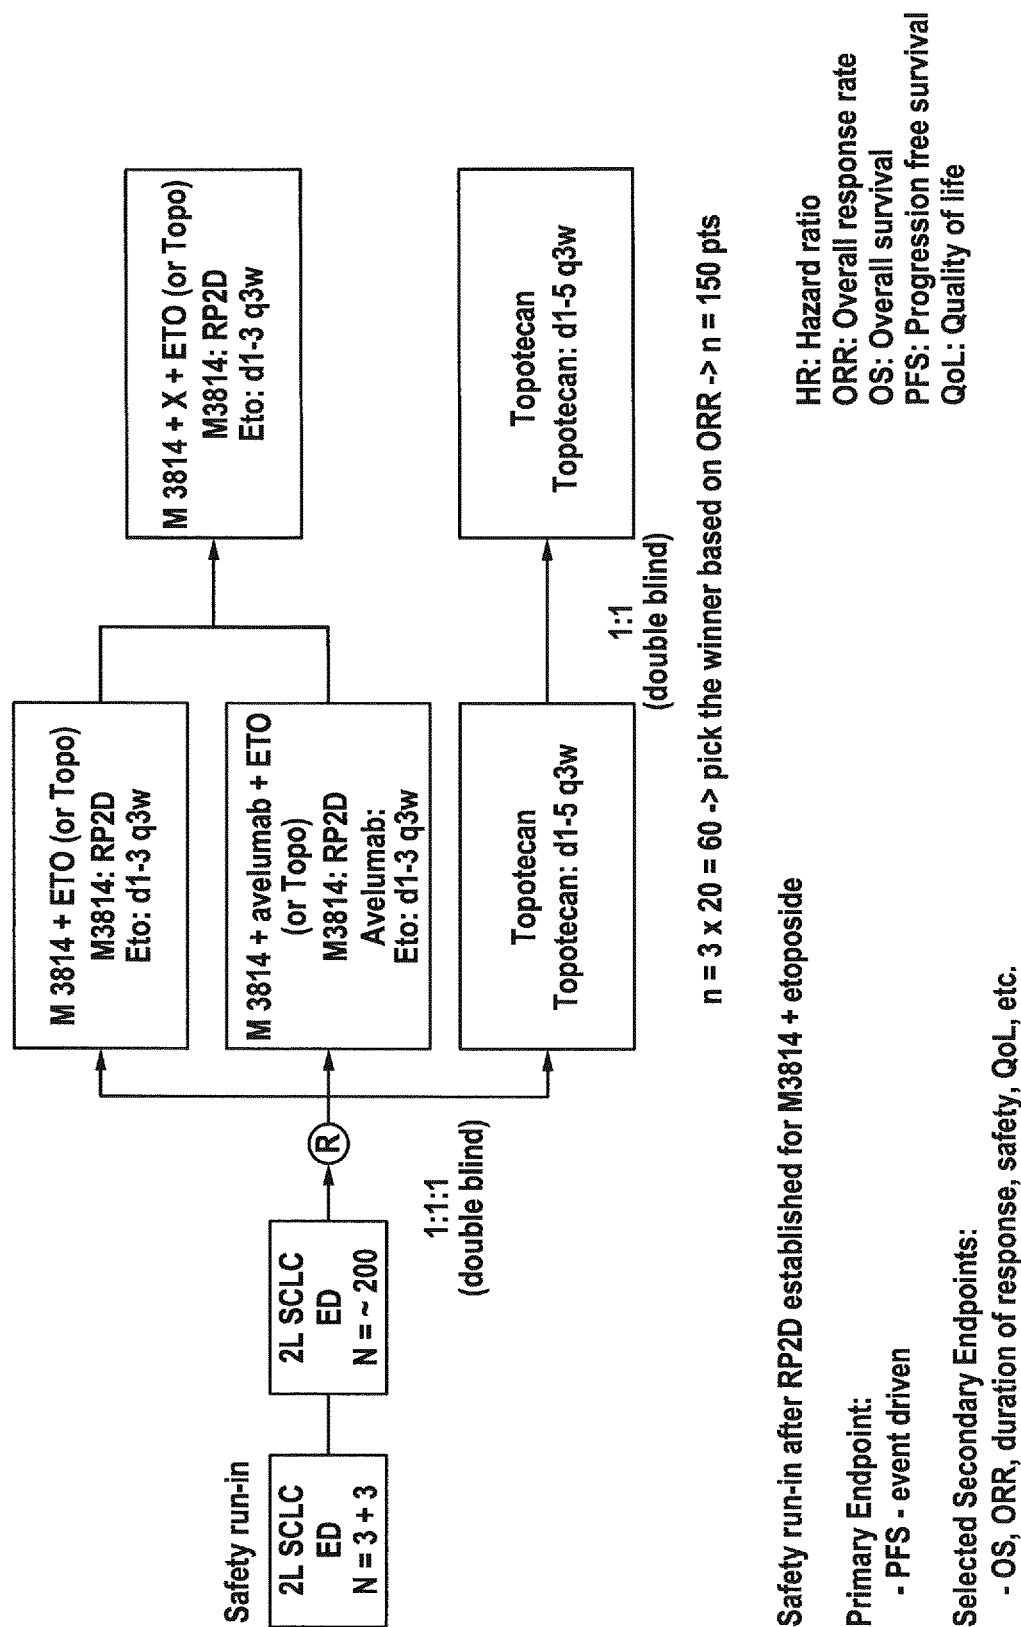 Safety run-in
2L SCLC
ED
N = 3 + 3
2L SCLC
ED
N = ~ 200
R
1:1:1
(double blind)
M 3814 + ETO (or Topo)
M3814: RP2D
Eto: d1-3 q3w
M 3814 + avelumab + ETO
(or Topo)
M3814: RP2D
Avelumab:
Eto: d1-3 q3w
Topotecan
Topotecan: d1-5 q3w
M 3814 + X + ETO (or Topo)
M3814: RP2D
Eto: d1-3 q3w
1:1
(double blind)
Topotecan
Topotecan: d1-5 q3w
n = 3 x 20 = 60 -> pick the winner based on ORR -> n = 150 pts
Safety run-in after RP2D established for M3814 + etoposide
Primary Endpoint:
- PFS - event driven
Selected Secondary Endpoints:
- OS, ORR, duration of response, safety, QoL, etc.
HR: Hazard ratio
ORR: Overall response rate
OS: Overall survival
PFS: Progression free survival
QoL: Quality of life